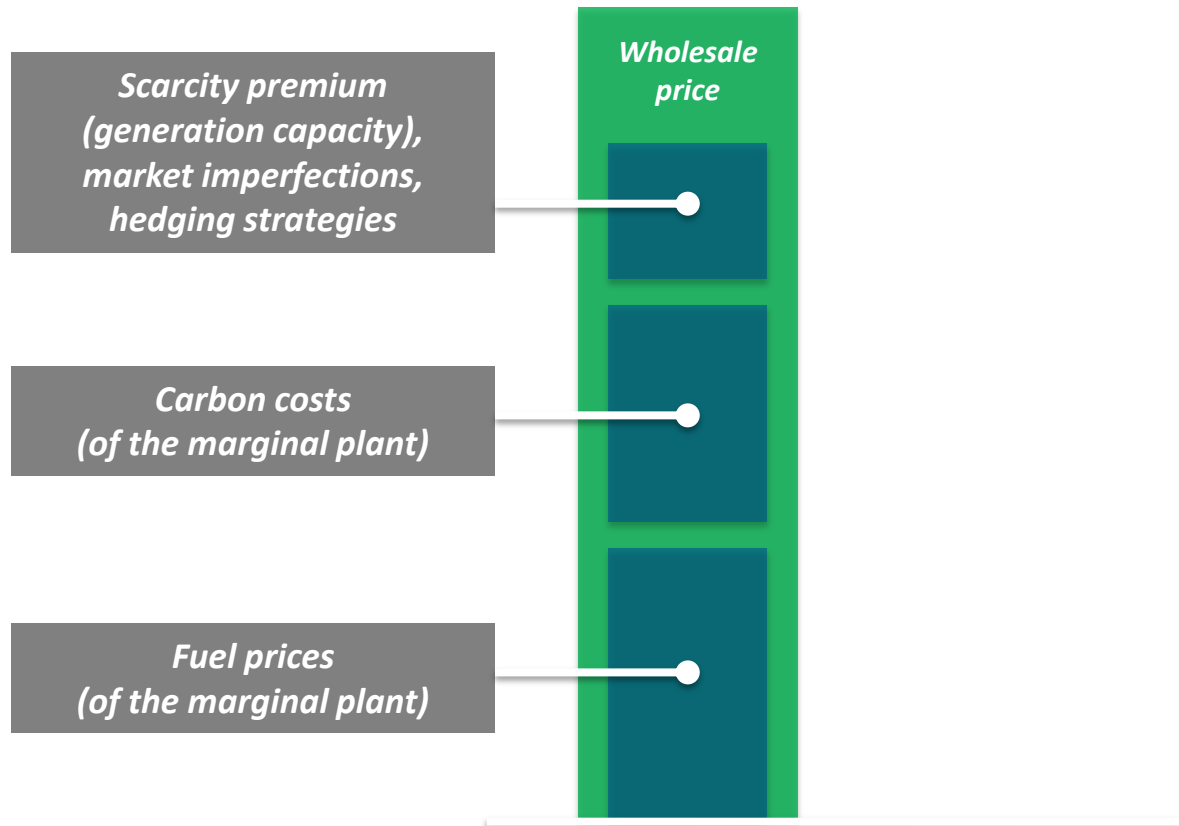 Wholesale
price
Scarcity premium
(generation capacity),
market imperfections,
hedging strategies
Carbon costs
(of the marginal plant)
Fuel prices
(of the marginal plant)